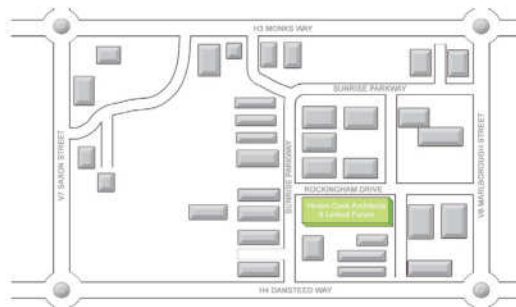 H3 MONKS WAY
SUNRISE PARKWAY
V7 SAXON STREET
SUNRISE PARKWAY
V8 MARLBOROUGH STREET
ROCKINGHAM DRIVE
H4 DANSTEED WAY